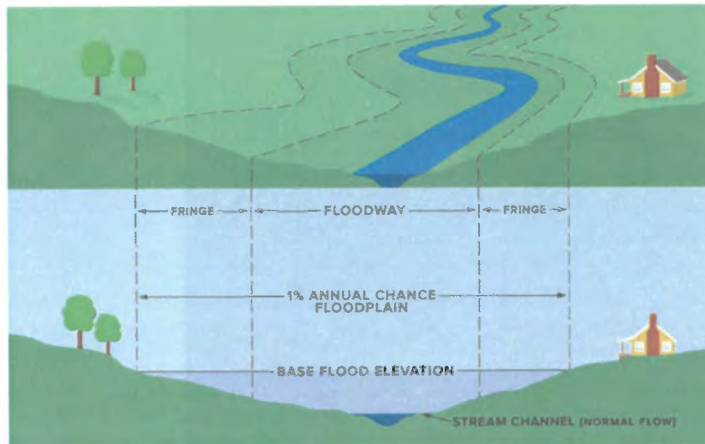 FRINGE
FLOODWAY
FRINGE
1% ANNUAL CHANCE
FLOODPLAIN
BASE FLOOD ELEVATION
STREAM CHANNEL (NORMAL FLOW)